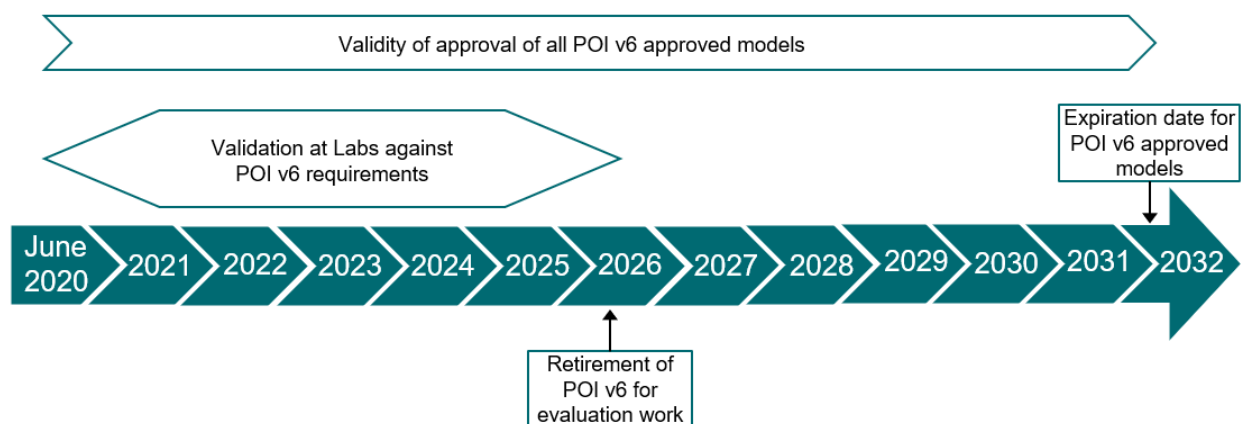 Validity of approval of all POI v6 approved models
Validation at Labs against
POI v6 requirements
Expiration date for
POI v6 approved
models
June
2020
2021
2022
2023
2024
2025
2026
2027
2028
2029
2030
2031
2032
Retirement of
POI v6 for
evaluation work